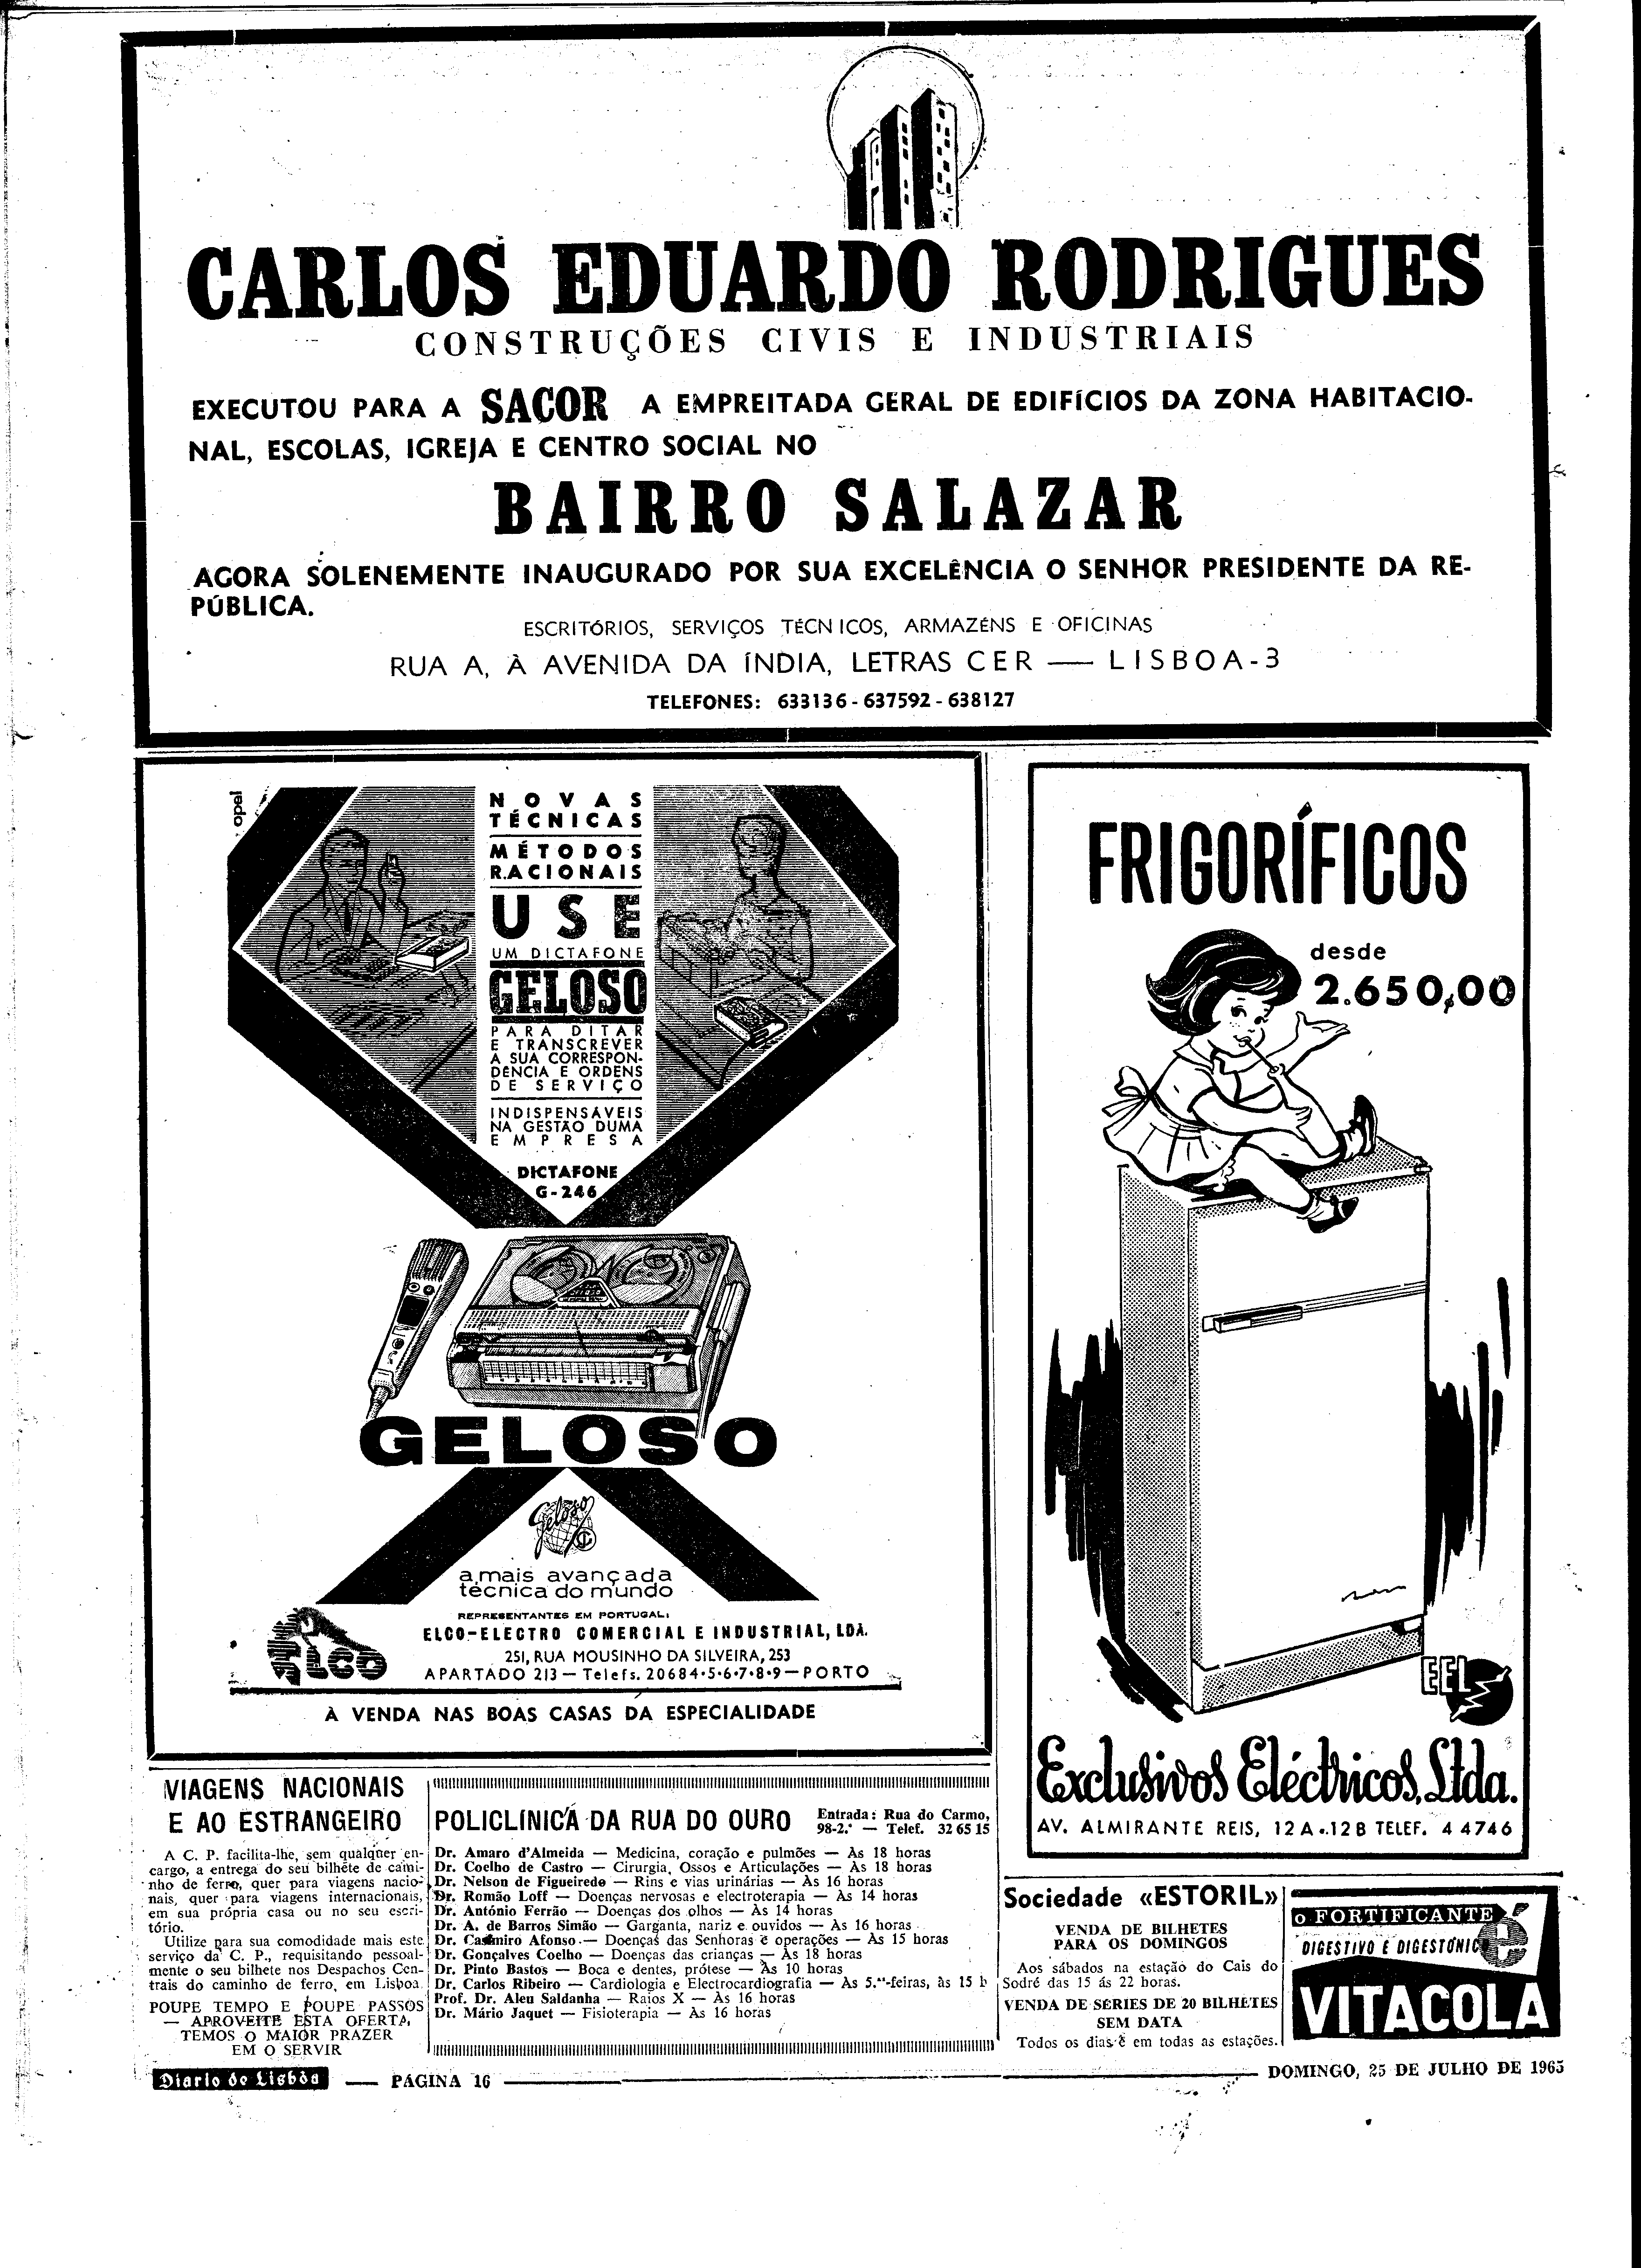 CARLOS EDUARDO RODRIGUES
CONSTRUÇÕES CIVIS E INDUSTRIAIS
EXECUTOU PARA A SACOR A EMPREITADA GERAL DE EDIFÍCIOS DA ZONA HABITACIO-
NAL, ESCOLAS, IGREJA E CENTRO SOCIAL NO
BAIRRO SALAZAR
AGORA SOLENEMENTE INAUGURADO POR SUA EXCELÊNCIA O SENHOR PRESIDENTE DA RE-
PÚBLICA.
ESCRITÓRIOS, SERVIÇOS TÉCNICOS, ARMAZÉNS E OFICINAS
RUA A, À AVENIDA DA ÍNDIA, LETRAS CER — LISBOA-3
TELEFONES: 633136 - 637592 - 638127
opal
NOVAS
TÉCNICAS
MÉTODOS
RACIONAIS
USE
UM DICTAFONE
GELOSO
PARA DITAR
E TRANSCREVER
A SUA CORRESPON-
DÊNCIA E ORDENS
DE SERVIÇO
INDISPENSÁVEIS
NA GESTÃO DUMA
EMPRESA
DICTAFONE
G-246
GELOSO
Geloso
a mais avançada
técnica do mundo
REPRESENTANTES EM PORTUGAL:
ELCO
ELCO-ELECTRO COMERCIAL E INDUSTRIAL, LDA.
251, RUA MOUSINHO DA SILVEIRA, 253
APARTADO 213 — Telefs. 20684•5•6•7•8•9 — PORTO
À VENDA NAS BOAS CASAS DA ESPECIALIDADE
FRIGORÍFICOS
desde
2.650,00
EEL
Exclusivos Eléctricos, Ltda.
AV. ALMIRANTE REIS, 12 A-12 B TELEF. 4 4746
VIAGENS NACIONAIS
E AO ESTRANGEIRO
A C. P. facilita-lhe, sem qualquer en-
cargo, a entrega do seu bilhete de cami-
nho de ferro, quer para viagens nacio-
nais, quer para viagens internacionais,
em sua própria casa ou no seu escri-
tório.
Utilize para sua comodidade mais este
serviço da C. P., requisitando pessoal-
mente o seu bilhete nos Despachos Cen-
trais do caminho de ferro, em Lisboa.
POUPE TEMPO E POUPE PASSOS
— APROVEITE ESTA OFERTA,
TEMOS O MAIOR PRAZER
EM O SERVIR
POLICLÍNICA DA RUA DO OURO
Entrada: Rua do Carmo,
98-2.º — Telef. 32 65 15
Dr. Amaro d'Almeida — Medicina, coração e pulmões — Às 18 horas
Dr. Coelho de Castro — Cirurgia, Ossos e Articulações — Às 18 horas
Dr. Nelson de Figueiredo — Rins e vias urinárias — Às 16 horas
Dr. Romão Loff — Doenças nervosas e electroterapia — Às 14 horas
Dr. António Ferrão — Doenças dos olhos — Às 14 horas
Dr. A. de Barros Simão — Garganta, nariz e ouvidos — Às 16 horas
Dr. Casimiro Afonso — Doenças das Senhoras e operações — Às 15 horas
Dr. Gonçalves Coelho — Doenças das crianças — Às 18 horas
Dr. Pinto Bastos — Boca e dentes, prótese — Às 10 horas
Dr. Carlos Ribeiro — Cardiologia e Electrocardiografia — Às 5.ªs-feiras, às 15 h
Prof. Dr. Aleu Saldanha — Raios X — Às 16 horas
Dr. Mário Jaquet — Fisioterapia — Às 16 horas
Sociedade «ESTORIL»
VENDA DE BILHETES
PARA OS DOMINGOS
Aos sábados na estação do Cais do
Sodré das 15 ás 22 horas.
VENDA DE SÉRIES DE 20 BILHETES
SEM DATA
Todos os dias e em todas as estações.
O FORTIFICANTE
DIGESTIVO E DIGESTÓNICO
é
VITACOLA
Diario de Lisbôa — PÁGINA 16 — DOMINGO, 25 DE JULHO DE 1965